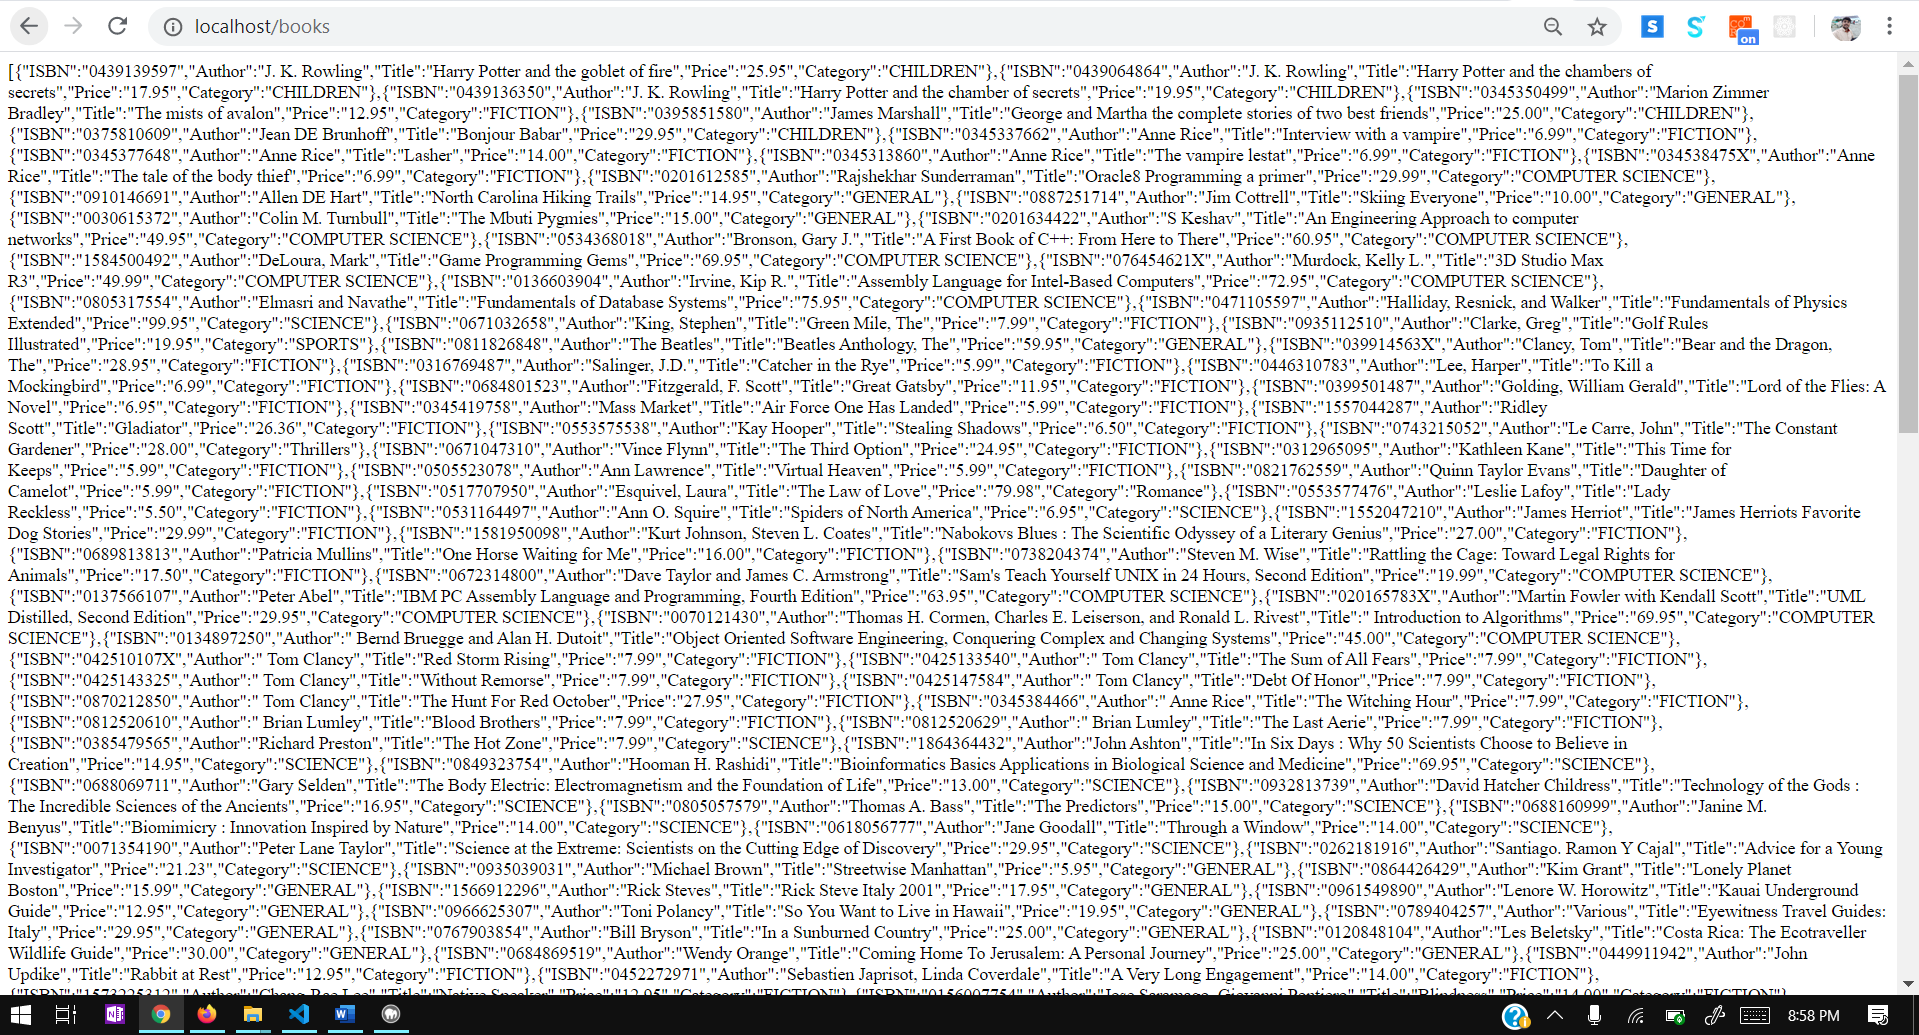 localhost/books
[{"ISBN":"0439139597","Author":"J. K. Rowling","Title":"Harry Potter and the goblet of fire","Price":"25.95","Category":"CHILDREN"},{"ISBN":"0439064864","Author":"J. K. Rowling","Title":"Harry Potter and the chambers of
secrets","Price":"17.95","Category":"CHILDREN"},{"ISBN":"0439136350","Author":"J. K. Rowling","Title":"Harry Potter and the chamber of secrets","Price":"19.95","Category":"CHILDREN"},{"ISBN":"0345350499","Author":"Marion Zimmer
Bradley","Title":"The mists of avalon","Price":"12.95","Category":"FICTION"},{"ISBN":"0395851580","Author":"James Marshall","Title":"George and Martha the complete stories of two best friends","Price":"25.00","Category":"CHILDREN"},
{"ISBN":"0375810609","Author":"Jean DE Brunhoff","Title":"Bonjour Babar","Price":"29.95","Category":"CHILDREN"},{"ISBN":"0345337662","Author":"Anne Rice","Title":"Interview with a vampire","Price":"6.99","Category":"FICTION"},
{"ISBN":"0345377648","Author":"Anne Rice","Title":"Lasher","Price":"14.00","Category":"FICTION"},{"ISBN":"0345313860","Author":"Anne Rice","Title":"The vampire lestat","Price":"6.99","Category":"FICTION"},{"ISBN":"034538475X","Author":"Anne
Rice","Title":"The tale of the body thief","Price":"6.99","Category":"FICTION"},{"ISBN":"0201612585","Author":"Rajshekhar Sunderraman","Title":"Oracle8 Programming a primer","Price":"29.99","Category":"COMPUTER SCIENCE"},
{"ISBN":"0910146691","Author":"Allen DE Hart","Title":"North Carolina Hiking Trails","Price":"14.95","Category":"GENERAL"},{"ISBN":"0887251714","Author":"Jim Cottrell","Title":"Skiing Everyone","Price":"10.00","Category":"GENERAL"},
{"ISBN":"0030615372","Author":"Colin M. Turnbull","Title":"The Mbuti Pygmies","Price":"15.00","Category":"GENERAL"},{"ISBN":"0201634422","Author":"S Keshav","Title":"An Engineering Approach to computer
networks","Price":"49.95","Category":"COMPUTER SCIENCE"},{"ISBN":"0534368018","Author":"Bronson, Gary J.","Title":"A First Book of C++: From Here to There","Price":"60.95","Category":"COMPUTER SCIENCE"},
{"ISBN":"1584500492","Author":"DeLoura, Mark","Title":"Game Programming Gems","Price":"69.95","Category":"COMPUTER SCIENCE"},{"ISBN":"076454621X","Author":"Murdock, Kelly L.","Title":"3D Studio Max
R3","Price":"49.99","Category":"COMPUTER SCIENCE"},{"ISBN":"0136603904","Author":"Irvine, Kip R.","Title":"Assembly Language for Intel-Based Computers","Price":"72.95","Category":"COMPUTER SCIENCE"},
{"ISBN":"0805317554","Author":"Elmasri and Navathe","Title":"Fundamentals of Database Systems","Price":"75.95","Category":"COMPUTER SCIENCE"},{"ISBN":"0471105597","Author":"Halliday, Resnick, and Walker","Title":"Fundamentals of Physics
Extended","Price":"99.95","Category":"SCIENCE"},{"ISBN":"0671032658","Author":"King, Stephen","Title":"Green Mile, The","Price":"7.99","Category":"FICTION"},{"ISBN":"0935112510","Author":"Clarke, Greg","Title":"Golf Rules
Illustrated","Price":"19.95","Category":"SPORTS"},{"ISBN":"0811826848","Author":"The Beatles","Title":"Beatles Anthology, The","Price":"59.95","Category":"GENERAL"},{"ISBN":"039914563X","Author":"Clancy, Tom","Title":"Bear and the Dragon,
The","Price":"28.95","Category":"FICTION"},{"ISBN":"0316769487","Author":"Salinger, J.D.","Title":"Catcher in the Rye","Price":"5.99","Category":"FICTION"},{"ISBN":"0446310783","Author":"Lee, Harper","Title":"To Kill a
Mockingbird","Price":"6.99","Category":"FICTION"},{"ISBN":"0684801523","Author":"Fitzgerald, F. Scott","Title":"Great Gatsby","Price":"11.95","Category":"FICTION"},{"ISBN":"0399501487","Author":"Golding, William Gerald","Title":"Lord of the Flies: A
Novel","Price":"6.95","Category":"FICTION"},{"ISBN":"0345419758","Author":"Mass Market","Title":"Air Force One Has Landed","Price":"5.99","Category":"FICTION"},{"ISBN":"1557044287","Author":"Ridley
Scott","Title":"Gladiator","Price":"26.36","Category":"FICTION"},{"ISBN":"0553575538","Author":"Kay Hooper","Title":"Stealing Shadows","Price":"6.50","Category":"FICTION"},{"ISBN":"0743215052","Author":"Le Carre, John","Title":"The Constant
Gardener","Price":"28.00","Category":"Thrillers"},{"ISBN":"0671047310","Author":"Vince Flynn","Title":"The Third Option","Price":"24.95","Category":"FICTION"},{"ISBN":"0312965095","Author":"Kathleen Kane","Title":"This Time for
Keeps","Price":"5.99","Category":"FICTION"},{"ISBN":"0505523078","Author":"Ann Lawrence","Title":"Virtual Heaven","Price":"5.99","Category":"FICTION"},{"ISBN":"0821762559","Author":"Quinn Taylor Evans","Title":"Daughter of
Camelot","Price":"5.99","Category":"FICTION"},{"ISBN":"0517707950","Author":"Esquivel, Laura","Title":"The Law of Love","Price":"79.98","Category":"Romance"},{"ISBN":"0553577476","Author":"Leslie Lafoy","Title":"Lady
Reckless","Price":"5.50","Category":"FICTION"},{"ISBN":"0531164497","Author":"Ann O. Squire","Title":"Spiders of North America","Price":"6.95","Category":"SCIENCE"},{"ISBN":"1552047210","Author":"James Herriot","Title":"James Herriots Favorite
Dog Stories","Price":"29.99","Category":"FICTION"},{"ISBN":"1581950098","Author":"Kurt Johnson, Steven L. Coates","Title":"Nabokovs Blues : The Scientific Odyssey of a Literary Genius","Price":"27.00","Category":"FICTION"},
{"ISBN":"0689813813","Author":"Patricia Mullins","Title":"One Horse Waiting for Me","Price":"16.00","Category":"FICTION"},{"ISBN":"0738204374","Author":"Steven M. Wise","Title":"Rattling the Cage: Toward Legal Rights for
Animals","Price":"17.50","Category":"FICTION"},{"ISBN":"0672314800","Author":"Dave Taylor and James C. Armstrong","Title":"Sam's Teach Yourself UNIX in 24 Hours, Second Edition","Price":"19.99","Category":"COMPUTER SCIENCE"},
{"ISBN":"0137566107","Author":"Peter Abel","Title":"IBM PC Assembly Language and Programming, Fourth Edition","Price":"63.95","Category":"COMPUTER SCIENCE"},{"ISBN":"020165783X","Author":"Martin Fowler with Kendall Scott","Title":"UML
Distilled, Second Edition","Price":"29.95","Category":"COMPUTER SCIENCE"},{"ISBN":"0070121430","Author":"Thomas H. Cormen, Charles E. Leiserson, and Ronald L. Rivest","Title":" Introduction to Algorithms","Price":"69.95","Category":"COMPUTER
SCIENCE"},{"ISBN":"0134897250","Author":" Bernd Bruegge and Alan H. Dutoit","Title":"Object Oriented Software Engineering, Conquering Complex and Changing Systems","Price":"45.00","Category":"COMPUTER SCIENCE"},
{"ISBN":"042510107X","Author":" Tom Clancy","Title":"Red Storm Rising","Price":"7.99","Category":"FICTION"},{"ISBN":"0425133540","Author":" Tom Clancy","Title":"The Sum of All Fears","Price":"7.99","Category":"FICTION"},
{"ISBN":"0425143325","Author":" Tom Clancy","Title":"Without Remorse","Price":"7.99","Category":"FICTION"},{"ISBN":"0425147584","Author":" Tom Clancy","Title":"Debt Of Honor","Price":"7.99","Category":"FICTION"},
{"ISBN":"0870212850","Author":" Tom Clancy","Title":"The Hunt For Red October","Price":"27.95","Category":"FICTION"},{"ISBN":"0345384466","Author":" Anne Rice","Title":"The Witching Hour","Price":"7.99","Category":"FICTION"},
{"ISBN":"0812520610","Author":" Brian Lumley","Title":"Blood Brothers","Price":"7.99","Category":"FICTION"},{"ISBN":"0812520629","Author":" Brian Lumley","Title":"The Last Aerie","Price":"7.99","Category":"FICTION"},
{"ISBN":"0385479565","Author":"Richard Preston","Title":"The Hot Zone","Price":"7.99","Category":"SCIENCE"},{"ISBN":"1864364432","Author":"John Ashton","Title":"In Six Days : Why 50 Scientists Choose to Believe in
Creation","Price":"14.95","Category":"SCIENCE"},{"ISBN":"0849323754","Author":"Hooman H. Rashidi","Title":"Bioinformatics Basics Applications in Biological Science and Medicine","Price":"69.95","Category":"SCIENCE"},
{"ISBN":"0688069711","Author":"Gary Selden","Title":"The Body Electric: Electromagnetism and the Foundation of Life","Price":"13.00","Category":"SCIENCE"},{"ISBN":"0932813739","Author":"David Hatcher Childress","Title":"Technology of the Gods :
The Incredible Sciences of the Ancients","Price":"16.95","Category":"SCIENCE"},{"ISBN":"0805057579","Author":"Thomas A. Bass","Title":"The Predictors","Price":"15.00","Category":"SCIENCE"},{"ISBN":"0688160999","Author":"Janine M.
Benyus","Title":"Biomimicry : Innovation Inspired by Nature","Price":"14.00","Category":"SCIENCE"},{"ISBN":"0618056777","Author":"Jane Goodall","Title":"Through a Window","Price":"14.00","Category":"SCIENCE"},
{"ISBN":"0071354190","Author":"Peter Lane Taylor","Title":"Science at the Extreme: Scientists on the Cutting Edge of Discovery","Price":"29.95","Category":"SCIENCE"},{"ISBN":"0262181916","Author":"Santiago. Ramon Y Cajal","Title":"Advice for a Young
Investigator","Price":"21.23","Category":"SCIENCE"},{"ISBN":"0935039031","Author":"Michael Brown","Title":"Streetwise Manhattan","Price":"5.95","Category":"GENERAL"},{"ISBN":"0864426429","Author":"Kim Grant","Title":"Lonely Planet
Boston","Price":"15.99","Category":"GENERAL"},{"ISBN":"1566912296","Author":"Rick Steves","Title":"Rick Steve Italy 2001","Price":"17.95","Category":"GENERAL"},{"ISBN":"0961549890","Author":"Lenore W. Horowitz","Title":"Kauai Underground
Guide","Price":"12.95","Category":"GENERAL"},{"ISBN":"0966625307","Author":"Toni Polancy","Title":"So You Want to Live in Hawaii","Price":"19.95","Category":"GENERAL"},{"ISBN":"0789404257","Author":"Various","Title":"Eyewitness Travel Guides:
Italy","Price":"29.95","Category":"GENERAL"},{"ISBN":"0767903854","Author":"Bill Bryson","Title":"In a Sunburned Country","Price":"25.00","Category":"GENERAL"},{"ISBN":"0120848104","Author":"Les Beletsky","Title":"Costa Rica: The Ecotraveller
Wildlife Guide","Price":"30.00","Category":"GENERAL"},{"ISBN":"0684869519","Author":"Wendy Orange","Title":"Coming Home To Jerusalem: A Personal Journey","Price":"25.00","Category":"GENERAL"},{"ISBN":"0449911942","Author":"John
Updike","Title":"Rabbit at Rest","Price":"12.95","Category":"FICTION"},{"ISBN":"0452272971","Author":"Sebastien Japrisot, Linda Coverdale","Title":"A Very Long Engagement","Price":"14.00","Category":"FICTION"},
8:58 PM